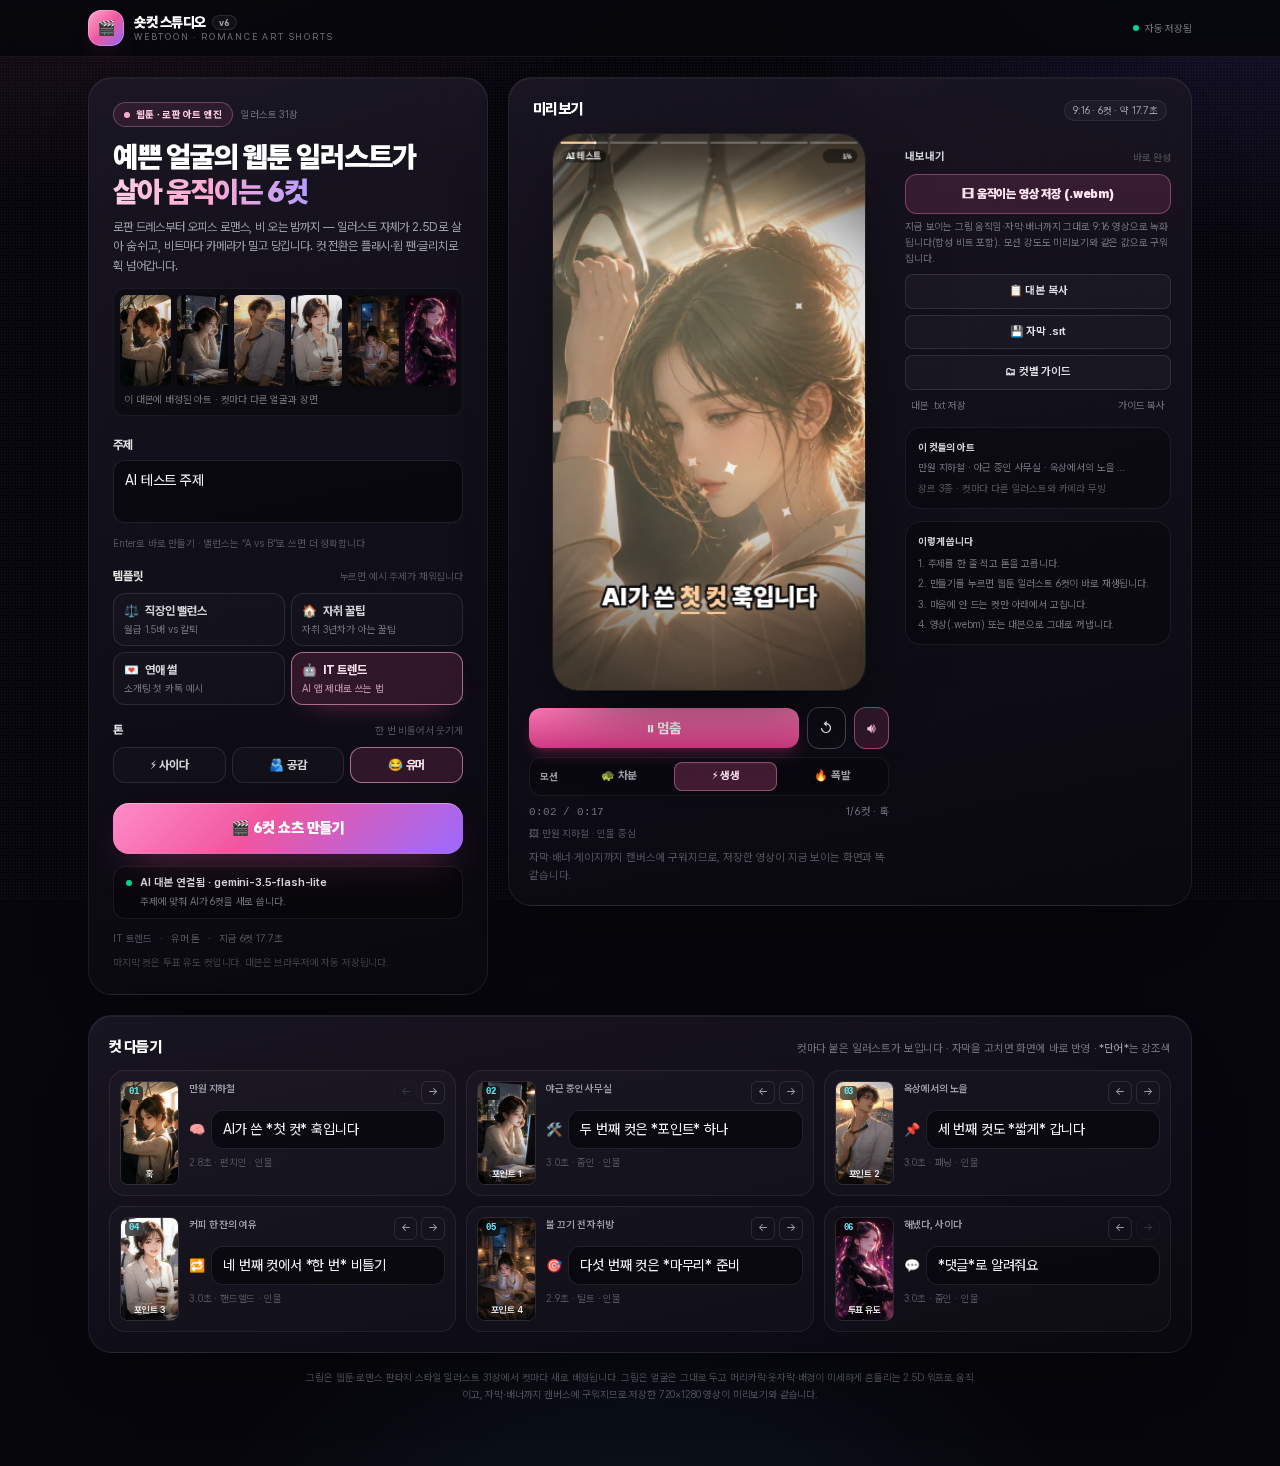 숏컷 스튜디오 v6
WEBTOON · ROMANCE ART SHORTS
자동 저장됨
웹툰 · 로판 아트 엔진
일러스트 31장
예쁜 얼굴의 웹툰 일러스트가
살아 움직이는 6컷
로판 드레스부터 오피스 로맨스, 비 오는 밤까지 — 일러스트 자체가 2.5D로 살
아 숨쉬고, 비트마다 카메라가 밀고 당깁니다. 컷 전환은 플래시·휩 팬·글리치로
휙 넘어갑니다.
이 대본에 배정된 아트 · 컷마다 다른 얼굴과 장면
주제
AI 테스트 주제
Enter로 바로 만들기 · 밸런스는 "A vs B"로 쓰면 더 정확합니다
템플릿
누르면 예시 주제가 채워집니다
⚖️ 직장인 밸런스
월급 1.5배 vs 칼퇴
🏠 자취 꿀팁
자취 3년차가 아는 꿀팁
💌 연애 썰
소개팅 첫 카톡 예시
🤖 IT 트렌드
AI 앱 제대로 쓰는 법
톤
한 번 비틀어서 웃기게
⚡ 사이다
🫂 공감
😂 유머
🎬 6컷 쇼츠 만들기
AI 대본 연결됨 · gemini-3.5-flash-lite
주제에 맞춰 AI가 6컷을 새로 씁니다.
IT 트렌드 · 유머 톤 · 지금 6컷 17.7초
마지막 컷은 투표 유도 컷입니다. 대본은 브라우저에 자동 저장됩니다.
미리보기
9:16 · 6컷 · 약 17.7초
AI 테스트
1/6
AI가 쓴 첫 컷 훅입니다
⏸ 멈춤
모션
🐢 차분
⚡ 생생
🔥 폭발
0:02 / 0:17
1/6컷 · 훅
🖼 만원 지하철 · 인물 중심
자막·배너·게이지까지 캔버스에 구워지므로, 저장한 영상이 지금 보이는 화면과 똑
같습니다.
내보내기
바로 완성
🎞 움직이는 영상 저장 (.webm)
지금 보이는 그림 움직임·자막·배너까지 그대로 9:16 영상으로 녹화
됩니다(합성 비트 포함). 모션 강도도 미리보기와 같은 값으로 구워
집니다.
📋 대본 복사
💾 자막 .srt
🗂 컷별 가이드
대본 .txt 저장
가이드 복사
이 컷들의 아트
만원 지하철 · 야근 중인 사무실 · 옥상에서의 노을 …
장르 3종 · 컷마다 다른 일러스트와 카메라 무빙
이렇게 씁니다
1. 주제를 한 줄 적고 톤을 고릅니다.
2. 만들기를 누르면 웹툰 일러스트 6컷이 바로 재생됩니다.
3. 마음에 안 드는 컷만 아래에서 고칩니다.
4. 영상(.webm) 또는 대본으로 그대로 꺼냅니다.
컷 다듬기
컷마다 붙은 일러스트가 보입니다 · 자막을 고치면 화면에 바로 반영 · *단어*는 강조색
01
만원 지하철
← →
🧠 AI가 쓴 *첫 컷* 훅입니다
훅
2.8초 · 펀치인 · 인물
02
야근 중인 사무실
← →
🛠️ 두 번째 컷은 *포인트* 하나
포인트 1
3.0초 · 줌인 · 인물
03
옥상에서의 노을
← →
📌 세 번째 컷도 *짧게* 갑니다
포인트 2
3.0초 · 패닝 · 인물
04
커피 한 잔의 여유
← →
🔁 네 번째 컷에서 *한 번* 비틀기
포인트 3
3.0초 · 핸드헬드 · 인물
05
불 끄기 전 자취방
← →
🎯 다섯 번째 컷은 *마무리* 준비
포인트 4
2.9초 · 틸트 · 인물
06
해냈다, 사이다
← →
💬 *댓글*로 알려줘요
투표 유도
3.0초 · 줌인 · 인물
그림은 웹툰·로맨스 판타지 스타일 일러스트 31장에서 컷마다 새로 배정됩니다. 그림은 얼굴은 그대로 두고 머리카락·옷자락·배경이 미세하게 흔들리는 2.5D 워프로 움직
이고, 자막·배너까지 캔버스에 구워지므로 저장한 720×1280 영상이 미리보기와 같습니다.